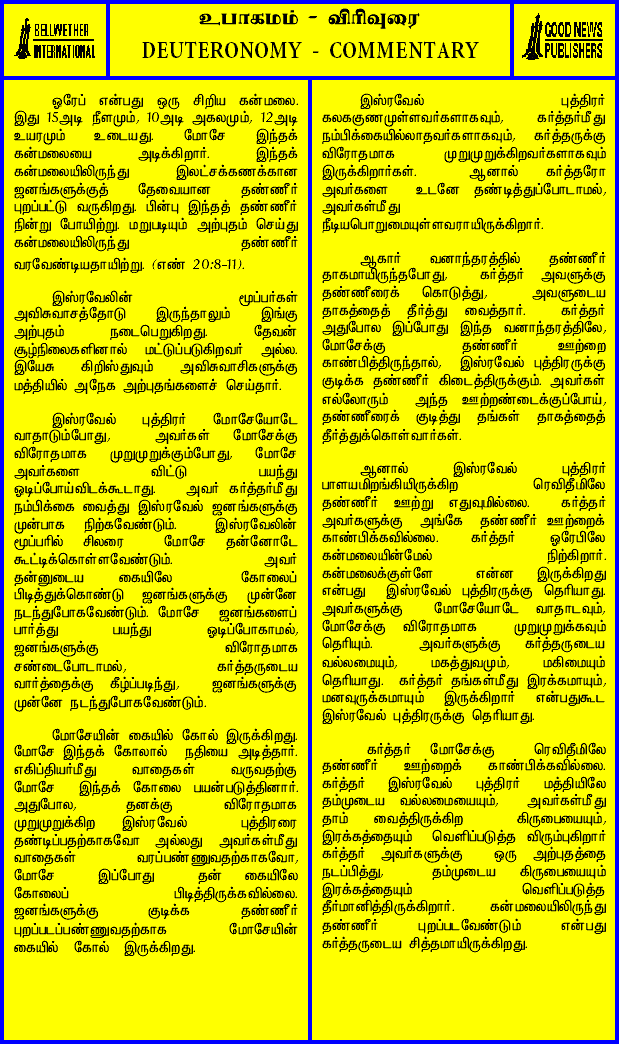 BELLWETHER
INTERNATIONAL
உபாகமம் - விரிவுரை
DEUTERONOMY - COMMENTARY
GOOD NEWS
PUBLISHERS
ஓரேப் என்பது ஒரு சிறிய கன்மலை.
இது 15அடி நீளமும், 10அடி அகலமும், 12அடி
உயரமும் உடையது. மோசே இந்தக்
கன்மலையை அடிக்கிறார். இந்தக்
கன்மலையிலிருந்து இலட்சக்கணக்கான
ஜனங்களுக்குத் தேவையான தண்ணீர்
புறப்பட்டு வருகிறது. பின்பு இந்தத் தண்ணீர்
நின்று போயிற்று. மறுபடியும் அற்புதம் செய்து
கன்மலையிலிருந்து தண்ணீர்
வரவேண்டியதாயிற்று. (எண் 20:8-11).
இஸ்ரவேலின் மூப்பர்கள்
அவிசுவாசத்தோடு இருந்தாலும் இங்கு
அற்புதம் நடைபெறுகிறது. தேவன்
சூழ்நிலைகளினால் மட்டுப்படுகிறவர் அல்ல.
இயேசு கிறிஸ்துவும் அவிசுவாசிகளுக்கு
மத்தியில் அநேக அற்புதங்களைச் செய்தார்.
இஸ்ரவேல் புத்திரர் மோசேயோடே
வாதாடும்போது, அவர்கள் மோசேக்கு
விரோதமாக முறுமுறுக்கும்போது, மோசே
அவர்களை விட்டு பயந்து
ஓடிப்போய்விடக்கூடாது. அவர் கர்த்தர்மீது
நம்பிக்கை வைத்து இஸ்ரவேல் ஜனங்களுக்கு
முன்பாக நிற்கவேண்டும். இஸ்ரவேலின்
மூப்பரில் சிலரை மோசே தன்னோடே
கூட்டிக்கொள்ளவேண்டும். அவர்
தன்னுடைய கையிலே கோலைப்
பிடித்துக்கொண்டு ஜனங்களுக்கு முன்னே
நடந்துபோகவேண்டும். மோசே ஜனங்களைப்
பார்த்து பயந்து ஓடிப்போகாமல்,
ஜனங்களுக்கு விரோதமாக
சண்டைபோடாமல், கர்த்தருடைய
வார்த்தைக்கு கீழ்ப்படிந்து, ஜனங்களுக்கு
முன்னே நடந்துபோகவேண்டும்.
மோசேயின் கையில் கோல் இருக்கிறது.
மோசே இந்தக் கோலால் நதியை அடித்தார்.
எகிப்தியர்மீது வாதைகள் வருவதற்கு
மோசே இந்தக் கோலை பயன்படுத்தினார்.
அதுபோல, தனக்கு விரோதமாக
முறுமுறுக்கிற இஸ்ரவேல் புத்திரரை
தண்டிப்பதற்காகவோ அல்லது அவர்கள்மீது
வாதைகள் வரப்பண்ணுவதற்காகவோ,
மோசே இப்போது தன் கையிலே
கோலைப் பிடித்திருக்கவில்லை.
ஜனங்களுக்கு குடிக்க தண்ணீர்
புறப்படப்பண்ணுவதற்காக மோசேயின்
கையில் கோல் இருக்கிறது.
இஸ்ரவேல் புத்திரர்
கலககுணமுள்ளவர்களாகவும், கர்த்தர்மீது
நம்பிக்கையில்லாதவர்களாகவும், கர்த்தருக்கு
விரோதமாக முறுமுறுக்கிறவர்களாகவும்
இருக்கிறார்கள். ஆனால் கர்த்தரோ
அவர்களை உடனே தண்டித்துப்போடாமல்,
அவர்கள்மீது
நீடியபொறுமையுள்ளவராயிருக்கிறார்.
ஆகார் வனாந்தரத்தில் தண்ணீர்
தாகமாயிருந்தபோது, கர்த்தர் அவளுக்கு
தண்ணீரைக் கொடுத்து, அவளுடைய
தாகத்தைத் தீர்த்து வைத்தார். கர்த்தர்
அதுபோல இப்போது இந்த வனாந்தரத்திலே,
மோசேக்கு தண்ணீர் ஊற்றை
காண்பித்திருந்தால், இஸ்ரவேல் புத்திரருக்கு
குடிக்க தண்ணீர் கிடைத்திருக்கும். அவர்கள்
எல்லோரும் அந்த ஊற்றண்டைக்குப்போய்,
தண்ணீரைக் குடித்து தங்கள் தாகத்தைத்
தீர்த்துக்கொள்வார்கள்.
ஆனால் இஸ்ரவேல் புத்திரர்
பாளயமிறங்கியிருக்கிற ரெவிதீமிலே
தண்ணீர் ஊற்று எதுவுமில்லை. கர்த்தர்
அவர்களுக்கு அங்கே தண்ணீர் ஊற்றைக்
காண்பிக்கவில்லை. கர்த்தர் ஓரேபிலே
கன்மலையின்மேல் நிற்கிறார்.
கன்மலைக்குள்ளே என்ன இருக்கிறது
என்பது இஸ்ரவேல் புத்திரருக்கு தெரியாது.
அவர்களுக்கு மோசேயோடே வாதாடவும்,
மோசேக்கு விரோதமாக முறுமுறுக்கவும்
தெரியும். அவர்களுக்கு கர்த்தருடைய
வல்லமையும், மகத்துவமும், மகிமையும்
தெரியாது. கர்த்தர் தங்கள்மீது இரக்கமாயும்,
மனவுருக்கமாயும் இருக்கிறார் என்பதுகூட
இஸ்ரவேல் புத்திரருக்கு தெரியாது.
கர்த்தர் மோசேக்கு ரெவிதீமிலே
தண்ணீர் ஊற்றைக் காண்பிக்கவில்லை.
கர்த்தர் இஸ்ரவேல் புத்திரர் மத்தியிலே
தம்முடைய வல்லமையையும், அவர்கள்மீது
தாம் வைத்திருக்கிற கிருபையையும்,
இரக்கத்தையும் வெளிப்படுத்த விரும்புகிறார்
கர்த்தர் அவர்களுக்கு ஒரு அற்புதத்தை
நடப்பித்து, தம்முடைய கிருபையையும்
இரக்கத்தையும் வெளிப்படுத்த
தீர்மானித்திருக்கிறார். கன்மலையிலிருந்து
தண்ணீர் புறப்படவேண்டும் என்பது
கர்த்தருடைய சித்தமாயிருக்கிறது.